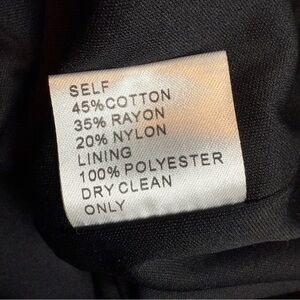 SELF
45%COTTON
35% RAYON
20% NYLON
LINING
100% POLYESTER
DRY CLEAN
ONLY